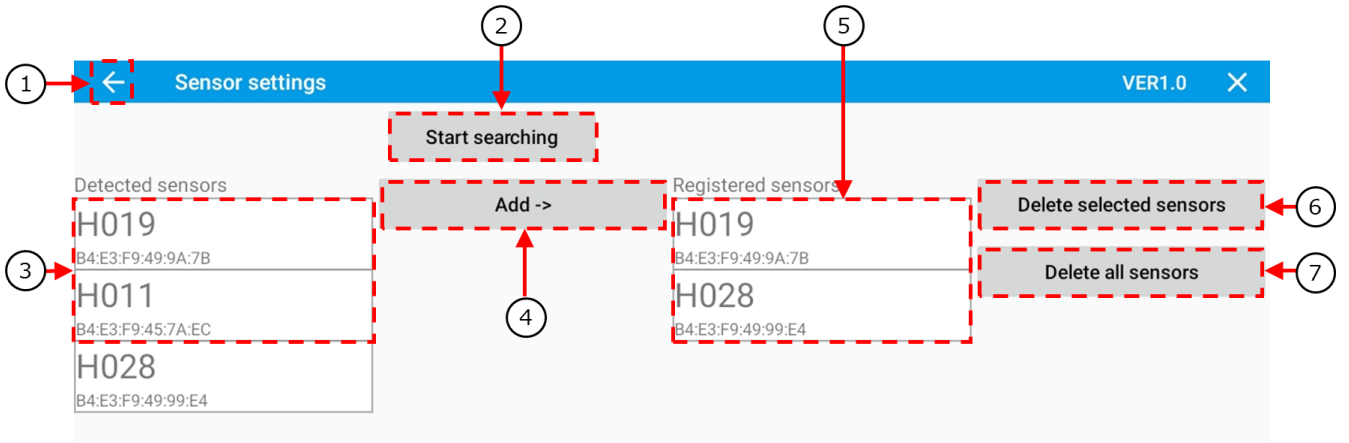 2
5
1
Sensor settings
VER1.0
Start searching
Detected sensors
Add ->
Registered sensors
Delete selected sensors
6
H019
B4:E3:F9:49:9A:7B
H019
B4:E3:F9:49:9A:7B
Delete all sensors
7
3
H011
B4:E3:F9:45:7A:EC
4
H028
B4:E3:F9:49:99:E4
H028
B4:E3:F9:49:99:E4